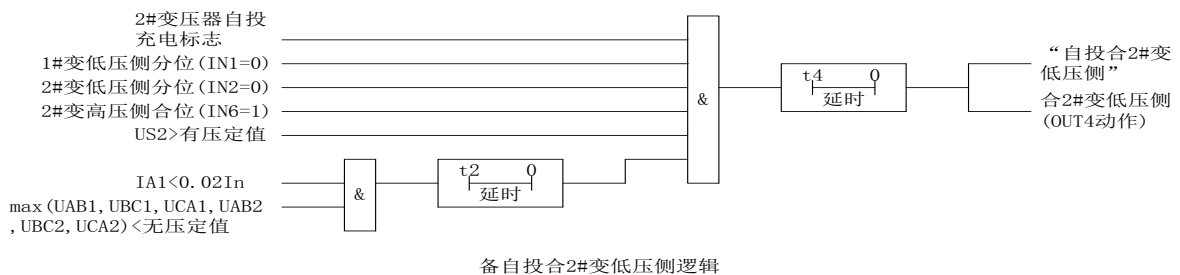 2#变压器自投
充电标志
1#变低压侧分位(IN1=0)
2#变低压侧分位(IN2=0)
2#变高压侧合位(IN6=1)
US2>有压定值
IA1<0.02In
max(UAB1,UBC1,UCA1,UAB2
,UBC2,UCA2)<无压定值
&
t2 0
延时
&
t4 0
延时
“自投合2#变
低压侧”
合2#变低压侧
(OUT4动作)
备自投合2#变低压侧逻辑